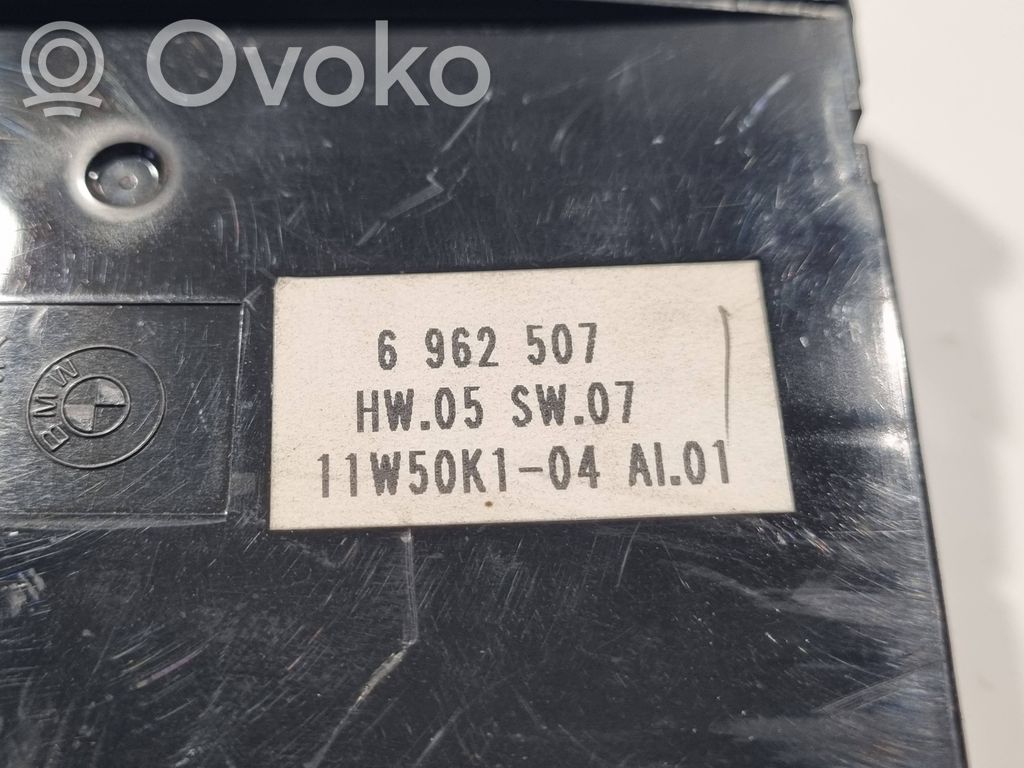 Ovoko
6 962 507
HW.05 SW.07
11W50K1-04 AI.01
BMW